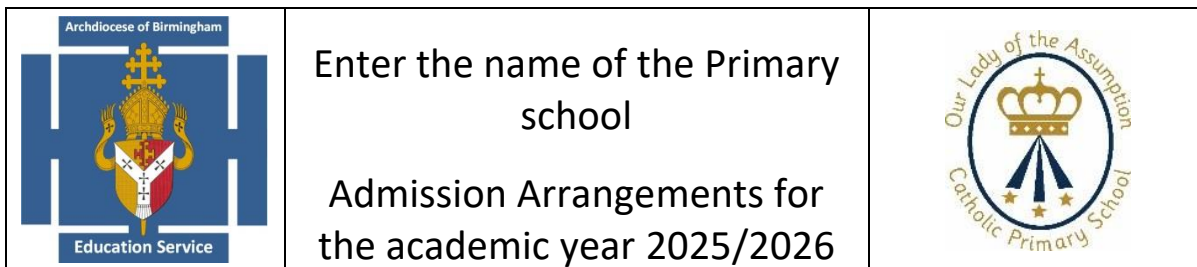 Archdiocese of Birmingham
Education Service
Enter the name of the Primary
school
Admission Arrangements for
the academic year 2025/2026
Our Lady of the Assumption
Catholic Primary School